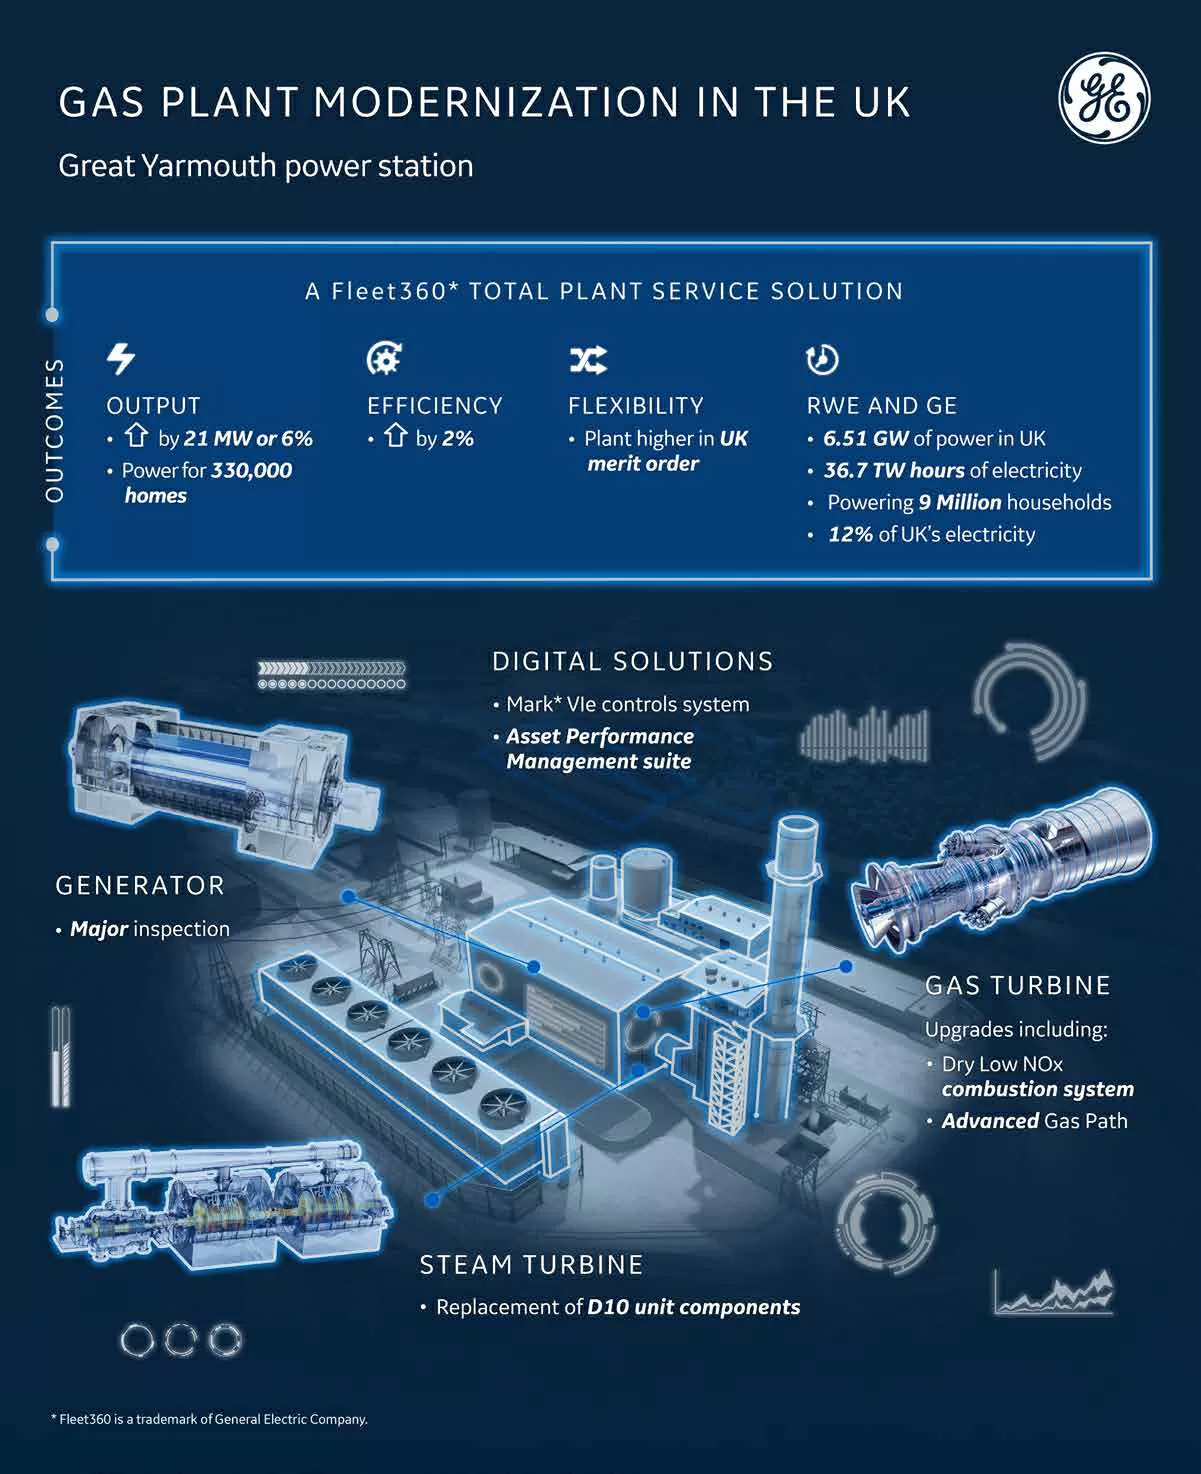 GAS PLANT MODERNIZATION IN THE UK
GE
Great Yarmouth power station
A Fleet360* TOTAL PLANT SERVICE SOLUTION
OUTCOMES
OUTPUT
• by 21 MW or 6%
• Power for 330,000
homes
EFFICIENCY
• by 2%
FLEXIBILITY
• Plant higher in UK
merit order
RWE AND GE
• 6.51 GW of power in UK
• 36.7 TW hours of electricity
• Powering 9 Million households
• 12% of UK's electricity
DIGITAL SOLUTIONS
• Mark* VIe controls system
• Asset Performance
Management suite
GENERATOR
• Major inspection
GAS TURBINE
Upgrades including:
• Dry Low NOx
combustion system
• Advanced Gas Path
STEAM TURBINE
• Replacement of D10 unit components
* Fleet360 is a trademark of General Electric Company.